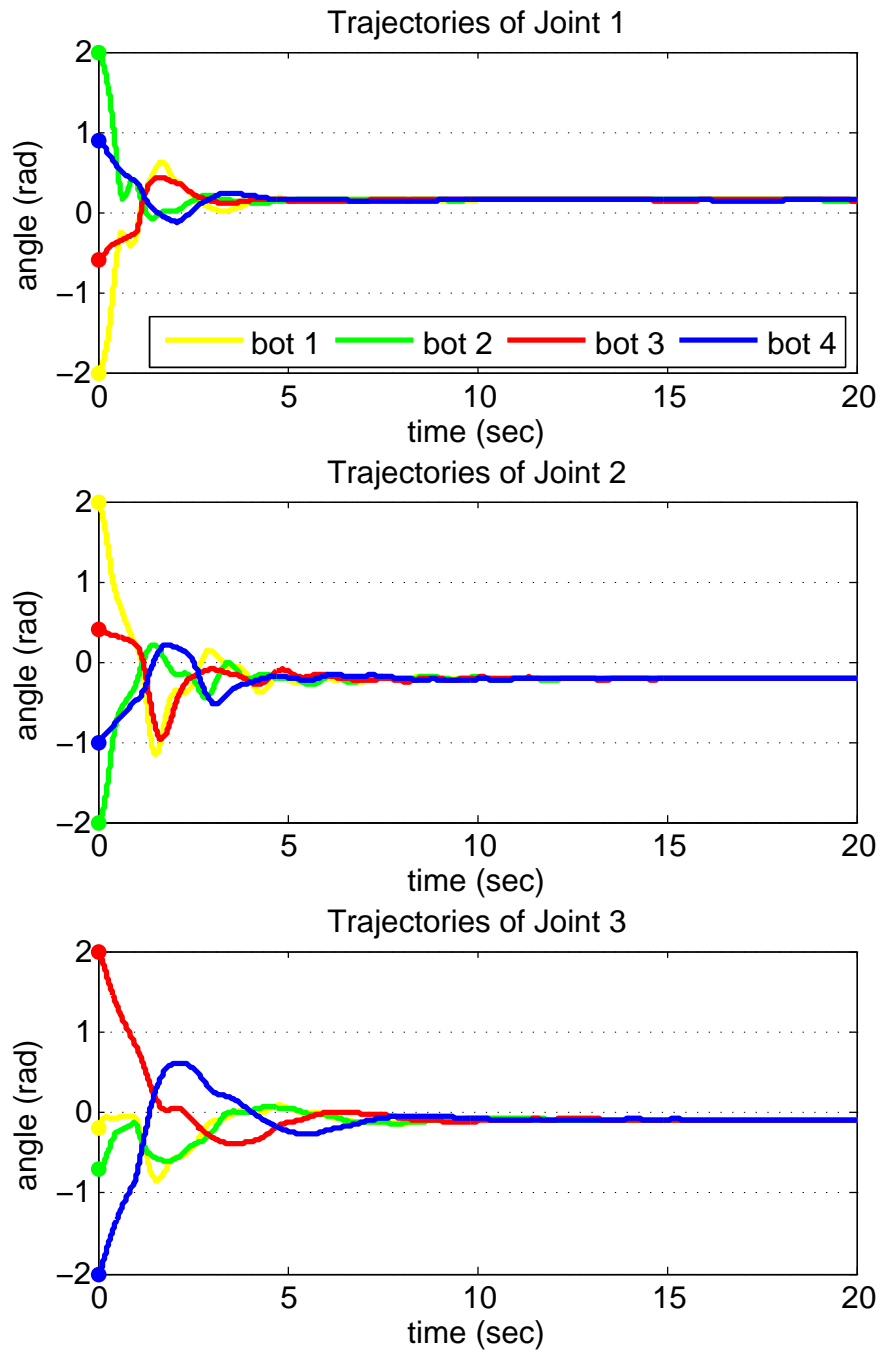 Trajectories of Joint 1
2
1
0
−1
−2
angle (rad)
bot 1 bot 2 bot 3 bot 4
0 5 10 15 20
time (sec)
Trajectories of Joint 2
2
1
0
−1
−2
angle (rad)
0 5 10 15 20
time (sec)
Trajectories of Joint 3
2
1
0
−1
−2
angle (rad)
0 5 10 15 20
time (sec)